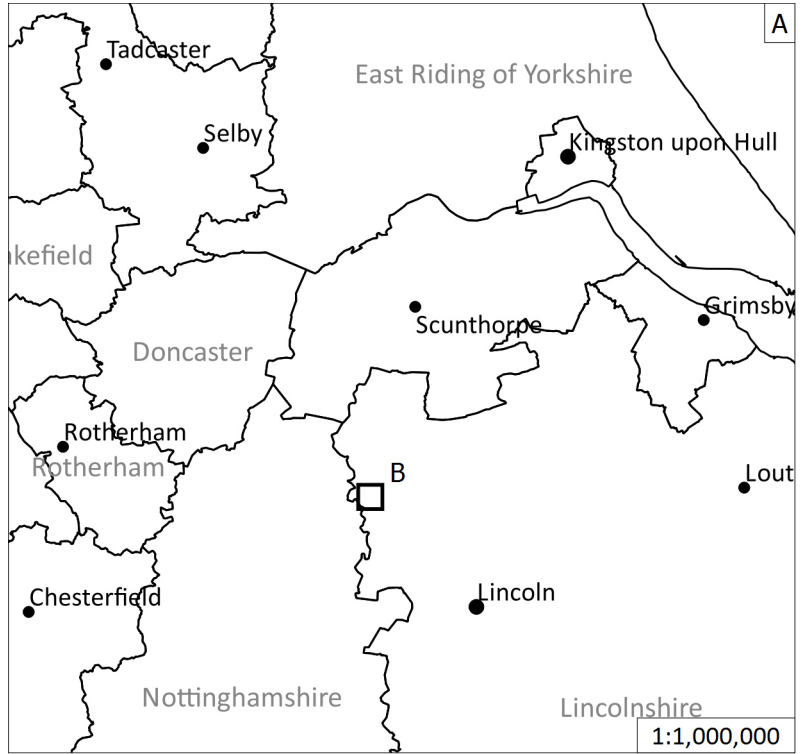 A
Tadcaster
East Riding of Yorkshire
Selby
Kingston upon Hull
akefield
Grimsby
Scunthorpe
Doncaster
Rotherham
Rotherham
B
Lout
Chesterfield
Lincoln
Nottinghamshire
Lincolnshire
1:1,000,000